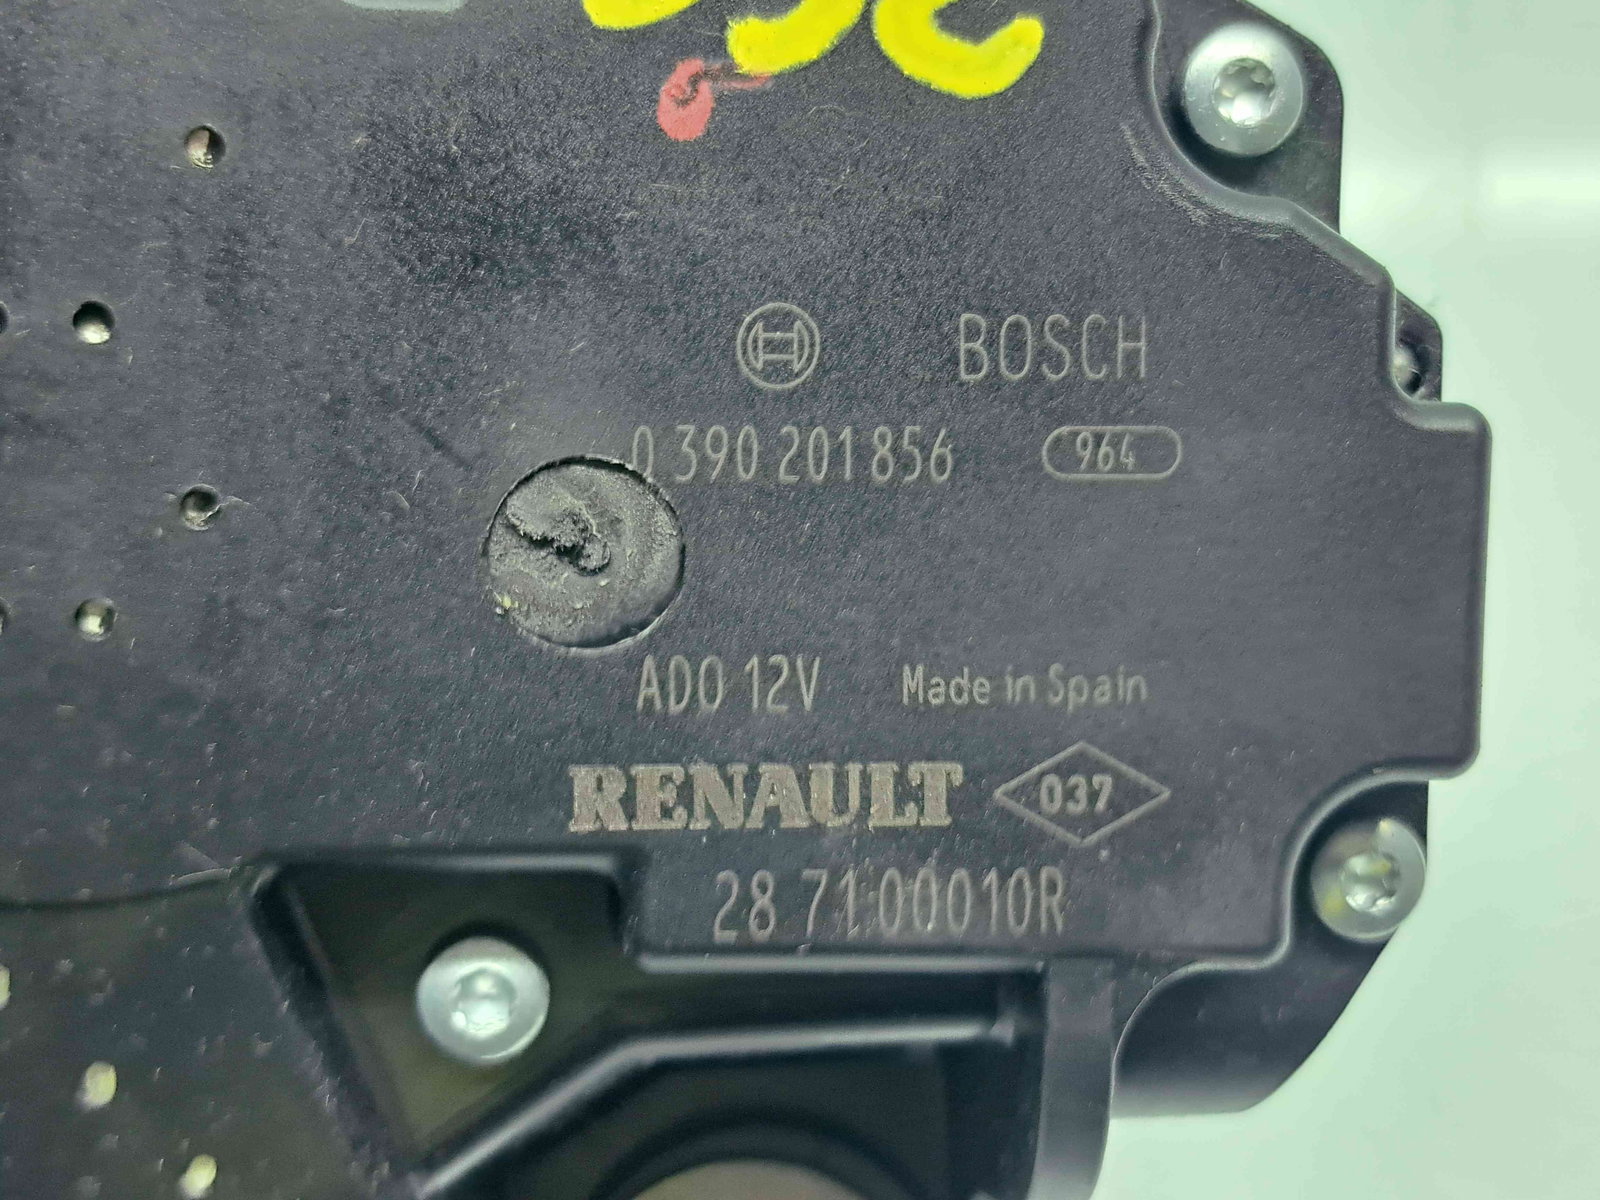 BOSCH
0 390 201 856 964
ADO 12V Made in Spain
RENAULT 037
28 7100010R